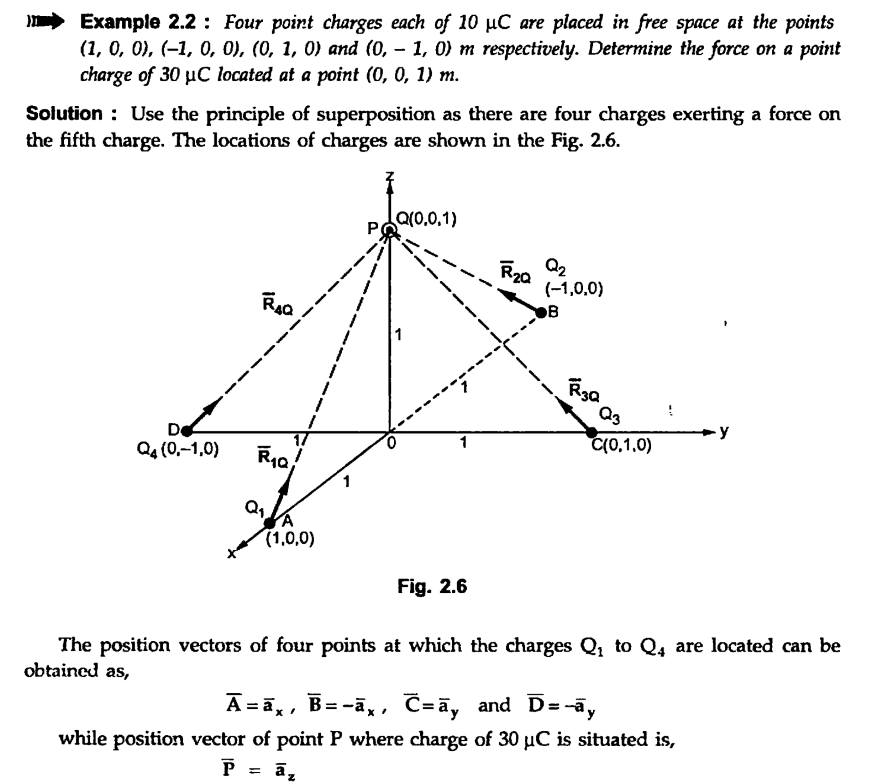 Example 2.2 : Four point charges each of 10 μC are placed in free space at the points
(1, 0, 0), (–1, 0, 0), (0, 1, 0) and (0, – 1, 0) m respectively. Determine the force on a point
charge of 30 μC located at a point (0, 0, 1) m.
Solution : Use the principle of superposition as there are four charges exerting a force on
the fifth charge. The locations of charges are shown in the Fig. 2.6.
z
P Q(0,0,1)
R̅₂Q Q₂
(-1,0,0)
B
R̅₄Q
1
1
R̅₃Q
Q₃
D
1
0
1
y
Q₄ (0,–1,0)
C(0,1,0)
R̅₁Q
1
Q₁
A
(1,0,0)
x
Fig. 2.6
The position vectors of four points at which the charges Q₁ to Q₄ are located can be
obtained as,
A̅ = a̅ₓ , B̅ = –a̅ₓ , C̅ = a̅ᵧ and D̅ = –a̅ᵧ
while position vector of point P where charge of 30 μC is situated is,
P̅ = a̅_z